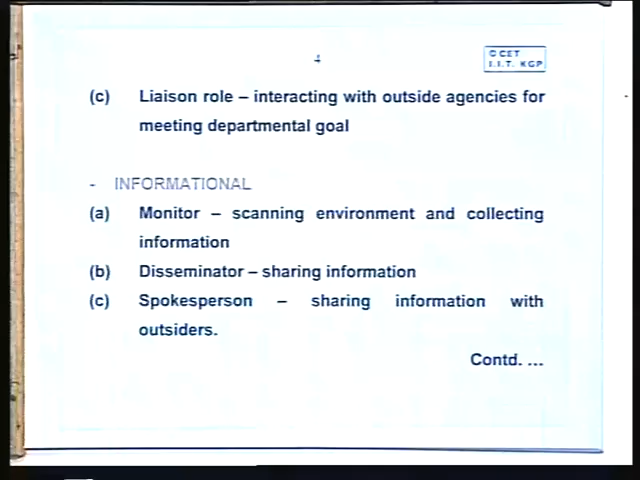 4
© CET
I.I.T. KGP
(c) Liaison role – interacting with outside agencies for
meeting departmental goal
- INFORMATIONAL
(a) Monitor – scanning environment and collecting
information
(b) Disseminator – sharing information
(c) Spokesperson – sharing information with
outsiders.
Contd. ...